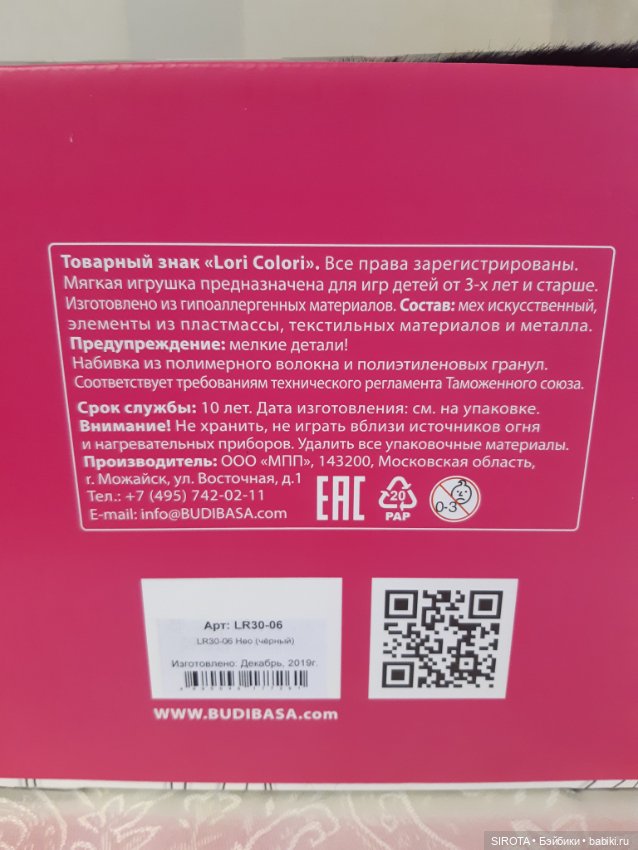 Товарный знак «Lori Colori». Все права зарегистрированы.
Мягкая игрушка предназначена для игр детей от 3-х лет и старше.
Изготовлено из гипоаллергенных материалов. Состав: мех искусственный,
элементы из пластмассы, текстильных материалов и металла.
Предупреждение: мелкие детали!
Набивка из полимерного волокна и полиэтиленовых гранул.
Соответствует требованиям технического регламента Таможенного союза.
Срок службы: 10 лет. Дата изготовления: см. на упаковке.
Внимание! Не хранить, не играть вблизи источников огня
и нагревательных приборов. Удалить все упаковочные материалы.
Производитель: ООО «МПП», 143200, Московская область,
г. Можайск, ул. Восточная, д.1
Тел.: +7 (495) 742-02-11
E-mail: info@BUDIBASA.com
EAC
20
PAP
0-3
Арт: LR30-06
LR30-06 Нео (чёрный)
Изготовлено: Декабрь, 2019г.
WWW.BUDIBASA.com
SIROTA — Бэйбики — babiki.ru